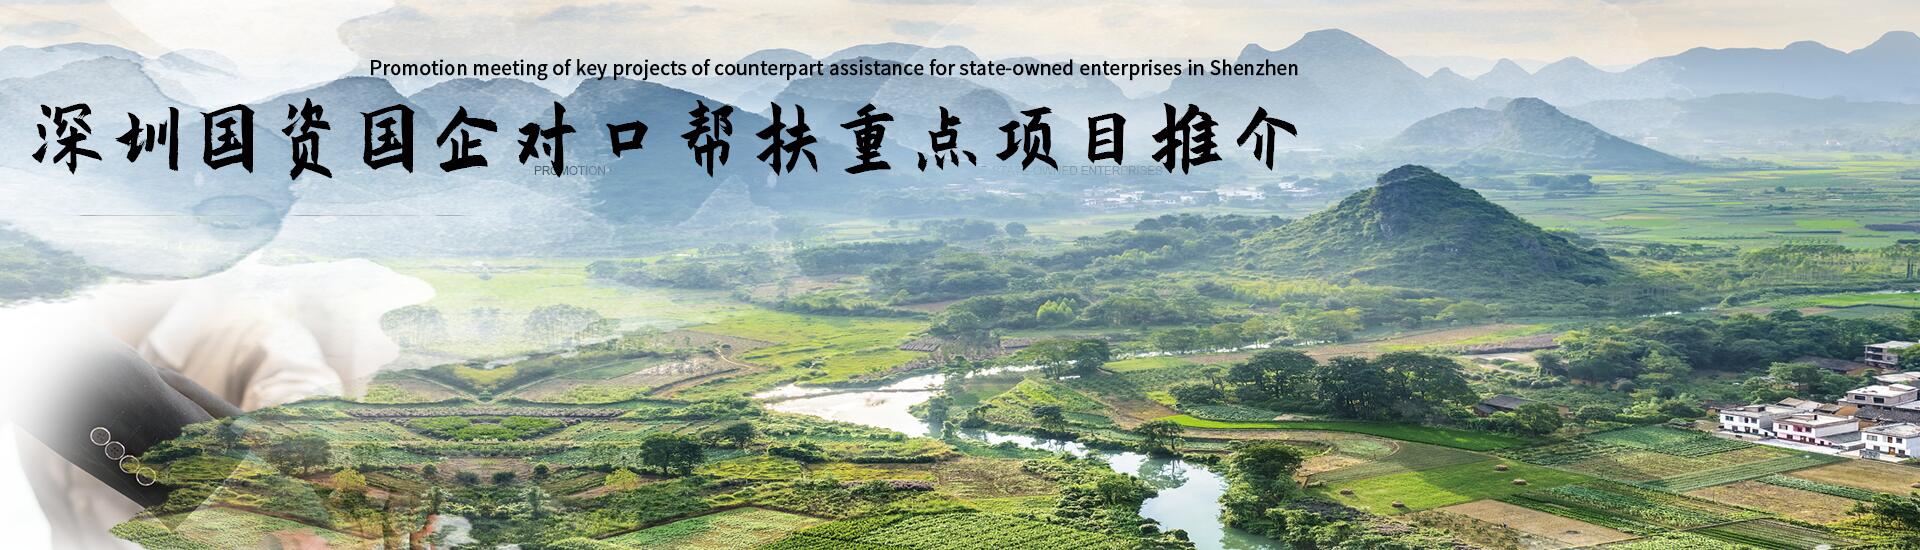 Promotion meeting of key projects of counterpart assistance for state-owned enterprises in Shenzhen
深圳国资国企对口帮扶重点项目推介
PROMOTION
STATE-OWNED ENTERPRISES